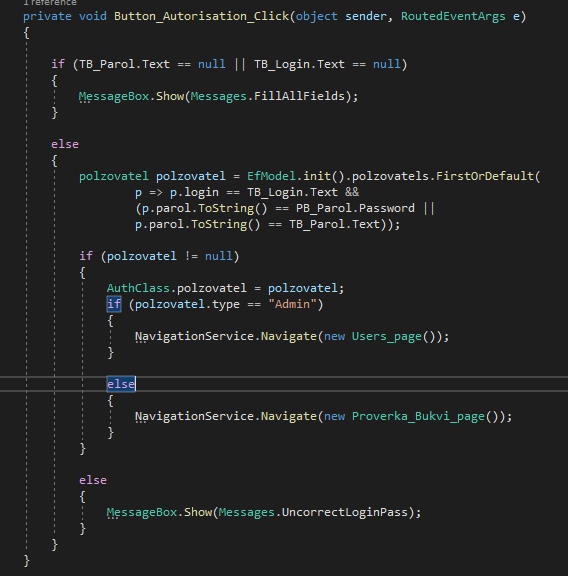 1 reference
private void Button_Autorisation_Click(object sender, RoutedEventArgs e)
{
if (TB_Parol.Text == null || TB_Login.Text == null)
{
MessageBox.Show(Messages.FillAllFields);
}
else
{
polzovatel polzovatel = EfModel.init().polzovatels.FirstOrDefault(
p => p.login == TB_Login.Text &&
(p.parol.ToString() == PB_Parol.Password ||
p.parol.ToString() == TB_Parol.Text));
if (polzovatel != null)
{
AuthClass.polzovatel = polzovatel;
if (polzovatel.type == "Admin")
{
NavigationService.Navigate(new Users_page());
}
else
{
NavigationService.Navigate(new Proverka_Bukvi_page());
}
}
else
{
MessageBox.Show(Messages.UncorrectLoginPass);
}
}
}